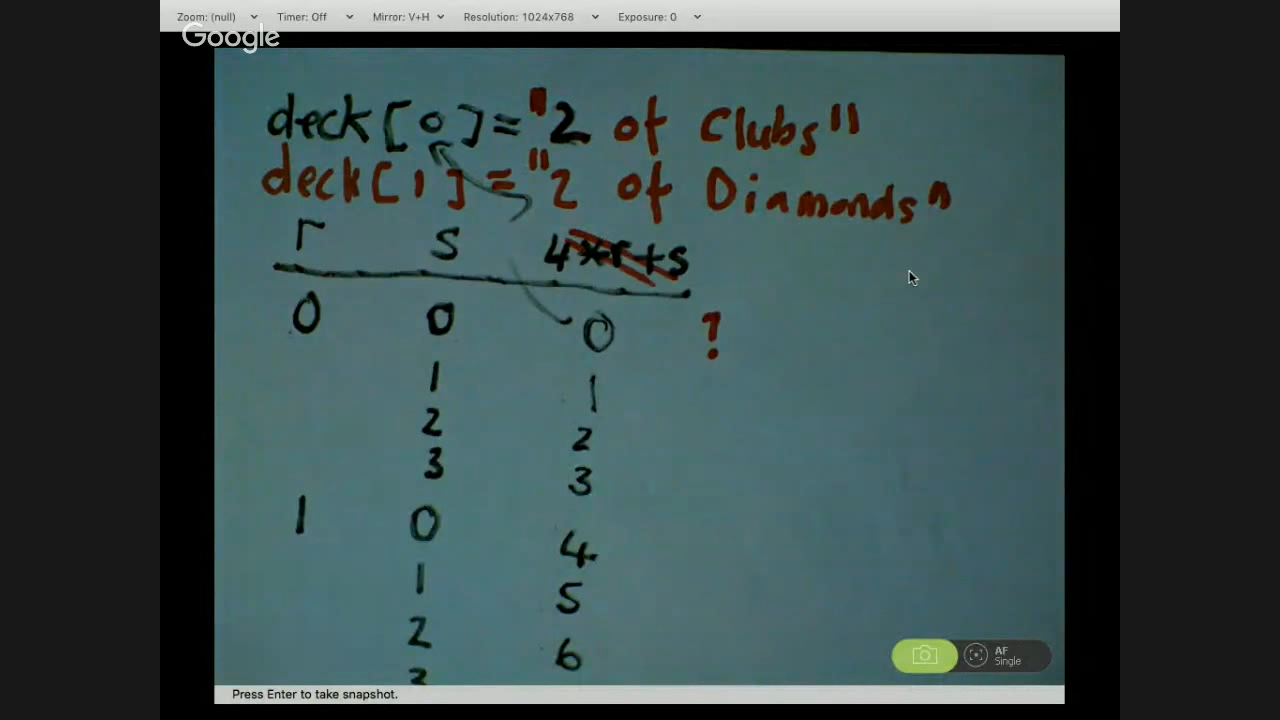 Zoom: (null) Timer: Off Mirror: V+H Resolution: 1024x768 Exposure: 0
Google
deck[0]="2 of Clubs"
deck[1]="2 of Diamonds"
r s 4*r+s
0 0 0 ?
1 1
2 2
3 3
1 0 4
1 5
2 6
3
AF
Single
Press Enter to take snapshot.